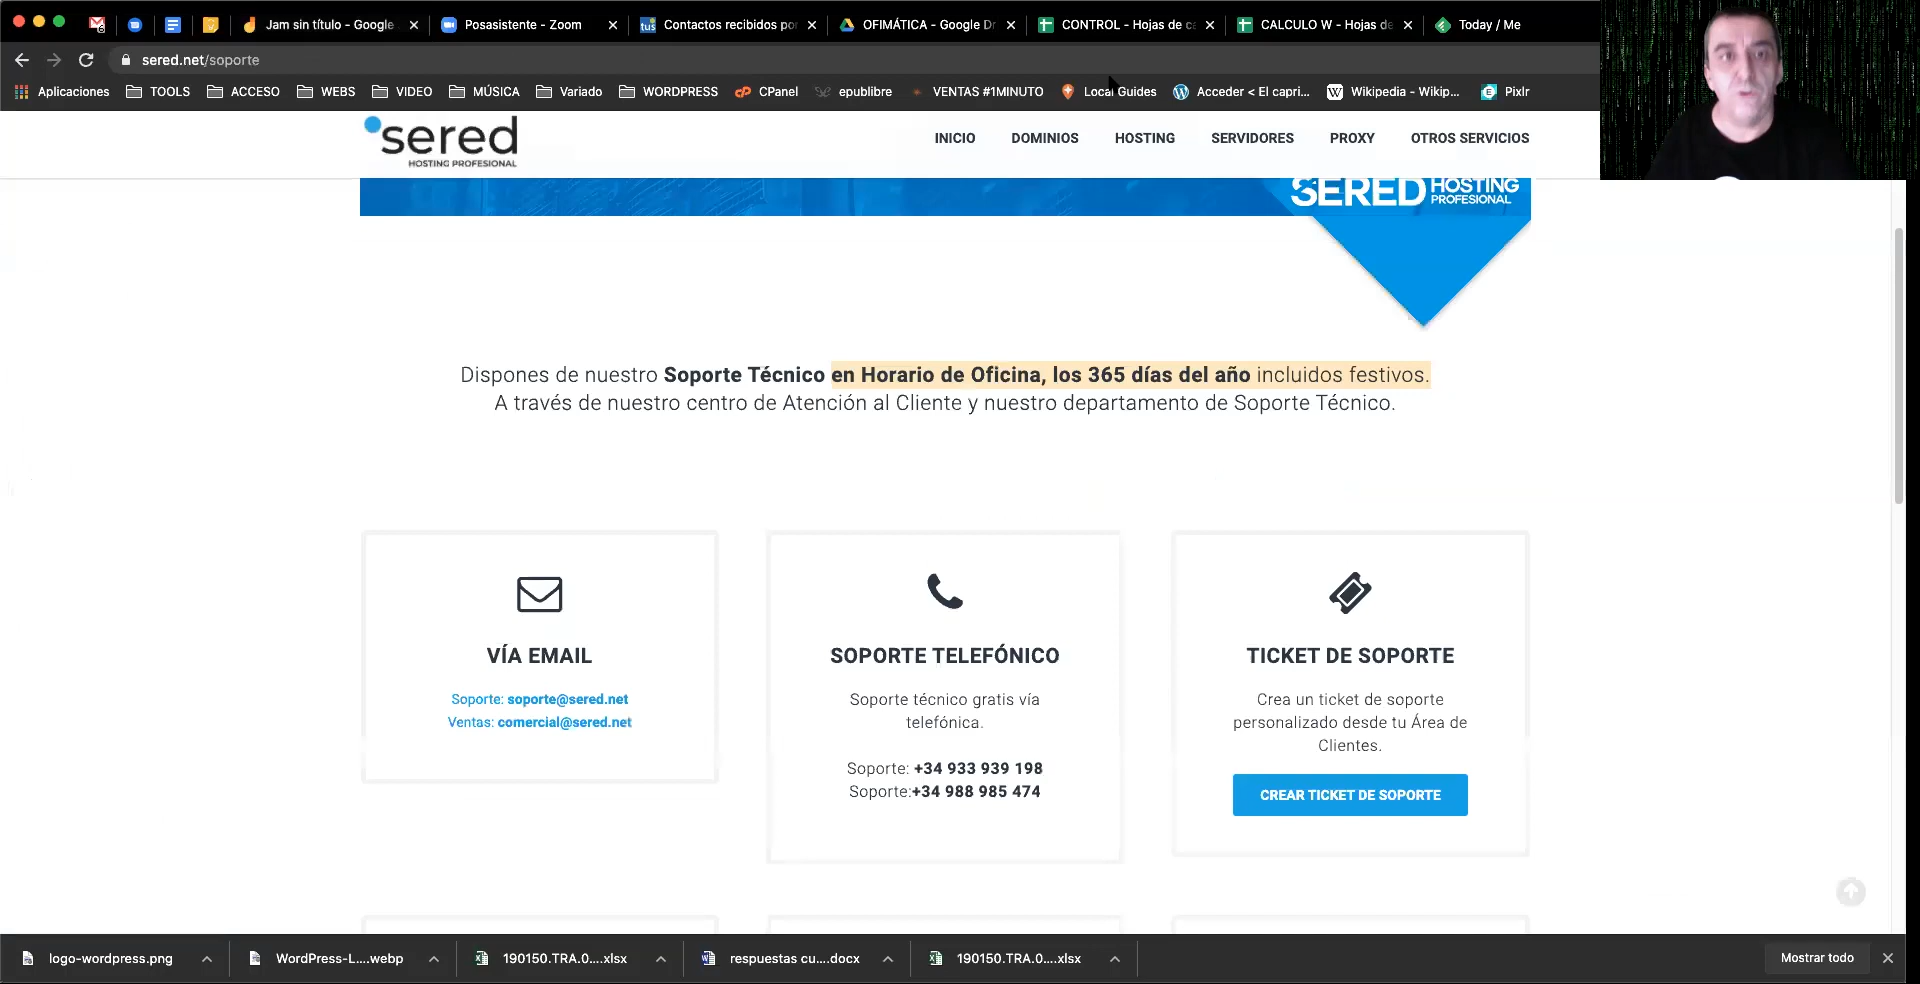 Jam sin título - Google
Posasistente - Zoom
Contactos recibidos po
OFIMÁTICA - Google Dr
CONTROL - Hojas de ca
CALCULO W - Hojas de
Today / Me
sered.net/soporte
Aplicaciones
TOOLS
ACCESO
WEBS
VIDEO
MÚSICA
Variado
WORDPRESS
CPanel
epublibre
VENTAS #1MINUTO
Local Guides
Acceder < El capri...
Wikipedia - Wikip...
Pixlr
sered
HOSTING PROFESIONAL
INICIO
DOMINIOS
HOSTING
SERVIDORES
PROXY
OTROS SERVICIOS
SERED HOSTING
PROFESIONAL
Dispones de nuestro Soporte Técnico en Horario de Oficina, los 365 días del año incluidos festivos.
A través de nuestro centro de Atención al Cliente y nuestro departamento de Soporte Técnico.
VÍA EMAIL
Soporte: soporte@sered.net
Ventas: comercial@sered.net
SOPORTE TELEFÓNICO
Soporte técnico gratis vía
telefónica.
Soporte: +34 933 939 198
Soporte:+34 988 985 474
TICKET DE SOPORTE
Crea un ticket de soporte
personalizado desde tu Área de
Clientes.
CREAR TICKET DE SOPORTE
logo-wordpress.png
WordPress-L....webp
190150.TRA.0....xlsx
respuestas cu....docx
190150.TRA.0....xlsx
Mostrar todo